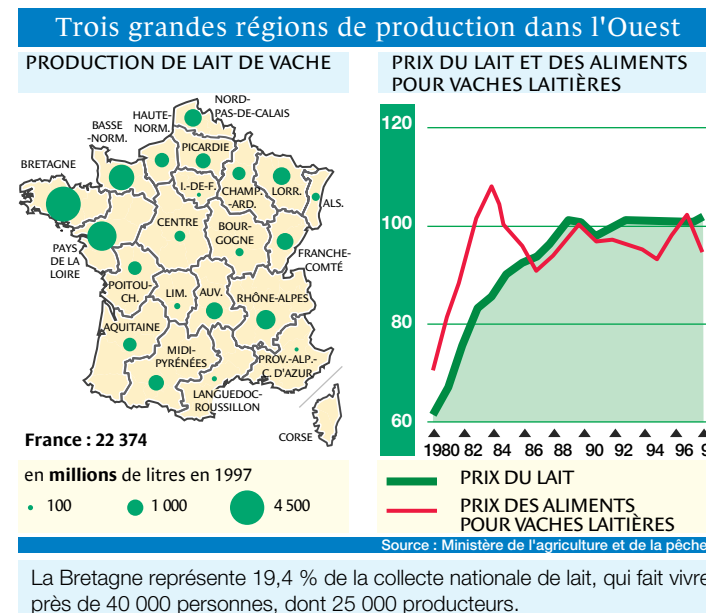 Trois grandes régions de production dans l'Ouest
PRODUCTION DE LAIT DE VACHE
NORD-
PAS-DE-CALAIS
HAUTE-
NORM.
BASSE
-NORM.
PICARDIE
BRETAGNE
I.-DE-F.
CHAMP.
-ARD.
LORR.
ALS.
CENTRE
BOUR-
GOGNE
PAYS
DE LA
LOIRE
FRANCHE-
COMTÉ
POITOU-
CH.
LIM.
AUV.
RHÔNE-ALPES
AQUITAINE
MIDI-
PYRÉNÉES
PROV.-ALP.-
C. D'AZUR
LANGUEDOC-
ROUSSILLON
CORSE
France : 22 374
en millions de litres en 1997
100 1 000 4 500
PRIX DU LAIT ET DES ALIMENTS
POUR VACHES LAITIÈRES
120
100
80
60
1980 82 84 86 88 90 92 94 96
PRIX DU LAIT
PRIX DES ALIMENTS
POUR VACHES LAITIÈRES
Source : Ministère de l'agriculture et de la pêche
La Bretagne représente 19,4 % de la collecte nationale de lait, qui fait vivre
près de 40 000 personnes, dont 25 000 producteurs.